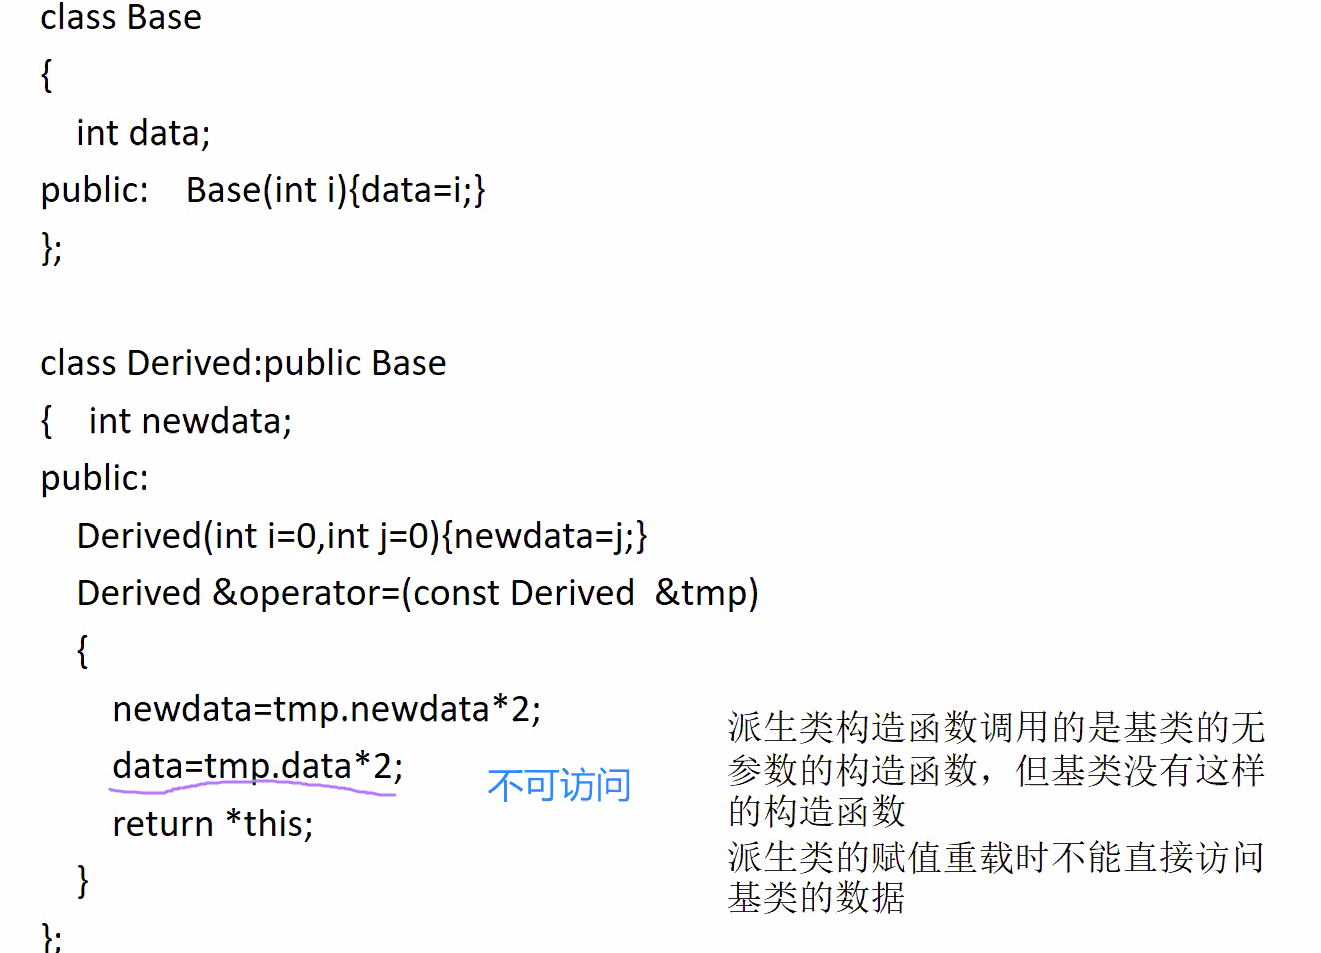 class Base
{
int data;
public: Base(int i){data=i;}
};
class Derived:public Base
{ int newdata;
public:
Derived(int i=0,int j=0){newdata=j;}
Derived &operator=(const Derived &tmp)
{
newdata=tmp.newdata*2;
data=tmp.data*2;
不可访问
return *this;
}
};
派生类构造函数调用的是基类的无
参数的构造函数，但基类没有这样
的构造函数
派生类的赋值重载时不能直接访问
基类的数据